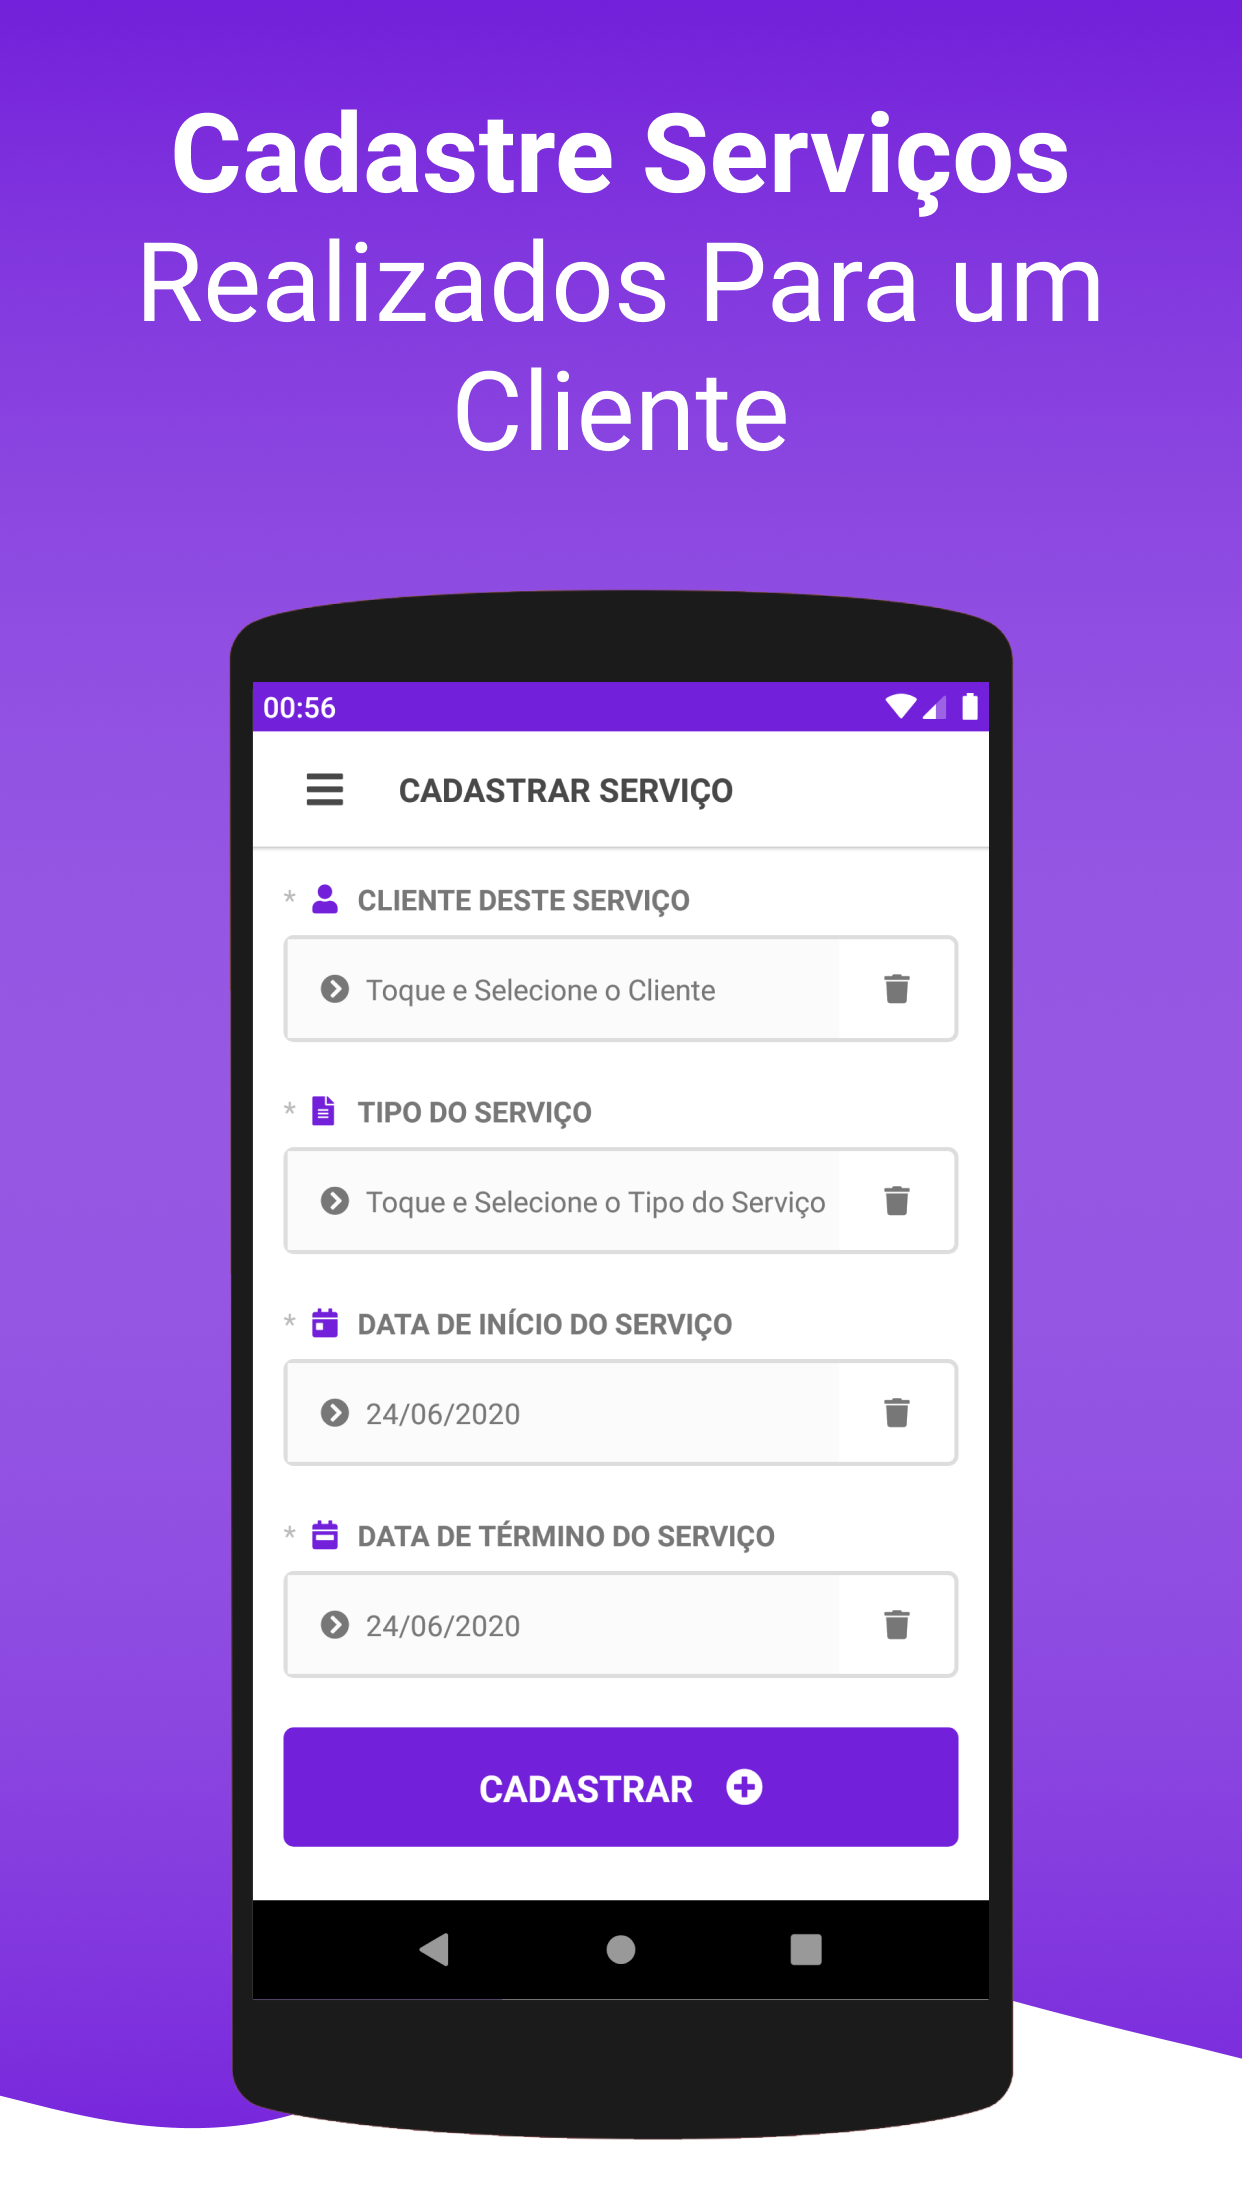 Cadastre Serviços
Realizados Para um
Cliente
00:56
CADASTRAR SERVIÇO
* CLIENTE DESTE SERVIÇO
Toque e Selecione o Cliente
* TIPO DO SERVIÇO
Toque e Selecione o Tipo do Serviço
* DATA DE INÍCIO DO SERVIÇO
24/06/2020
* DATA DE TÉRMINO DO SERVIÇO
24/06/2020
CADASTRAR